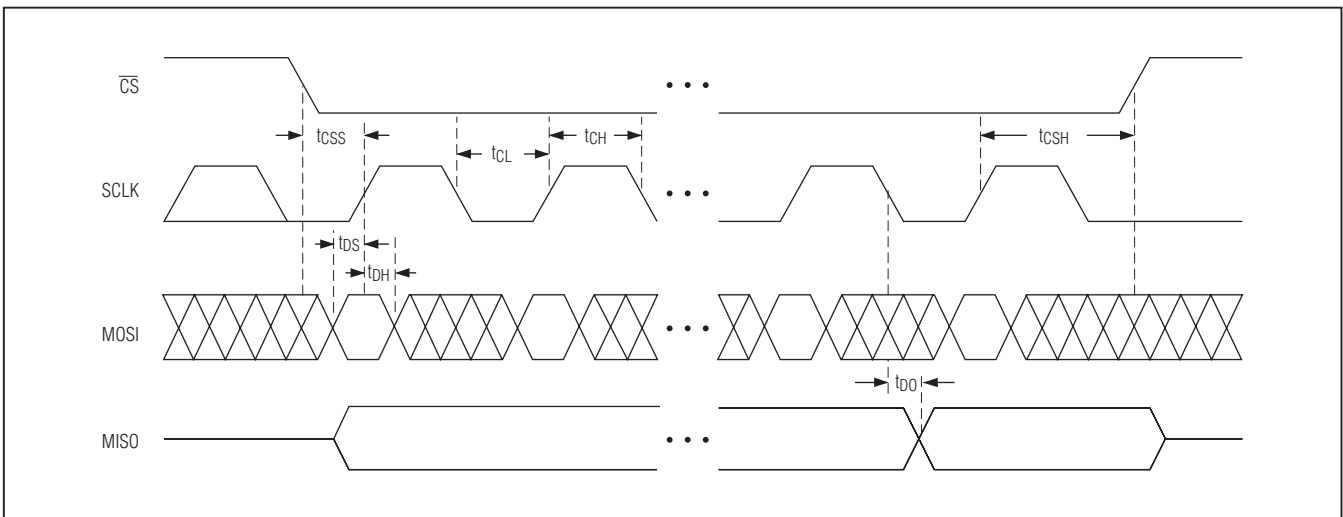 CS
tCSS
tCL
tCH
tCSH
SCLK
tDS
tDH
MOSI
tDO
MISO